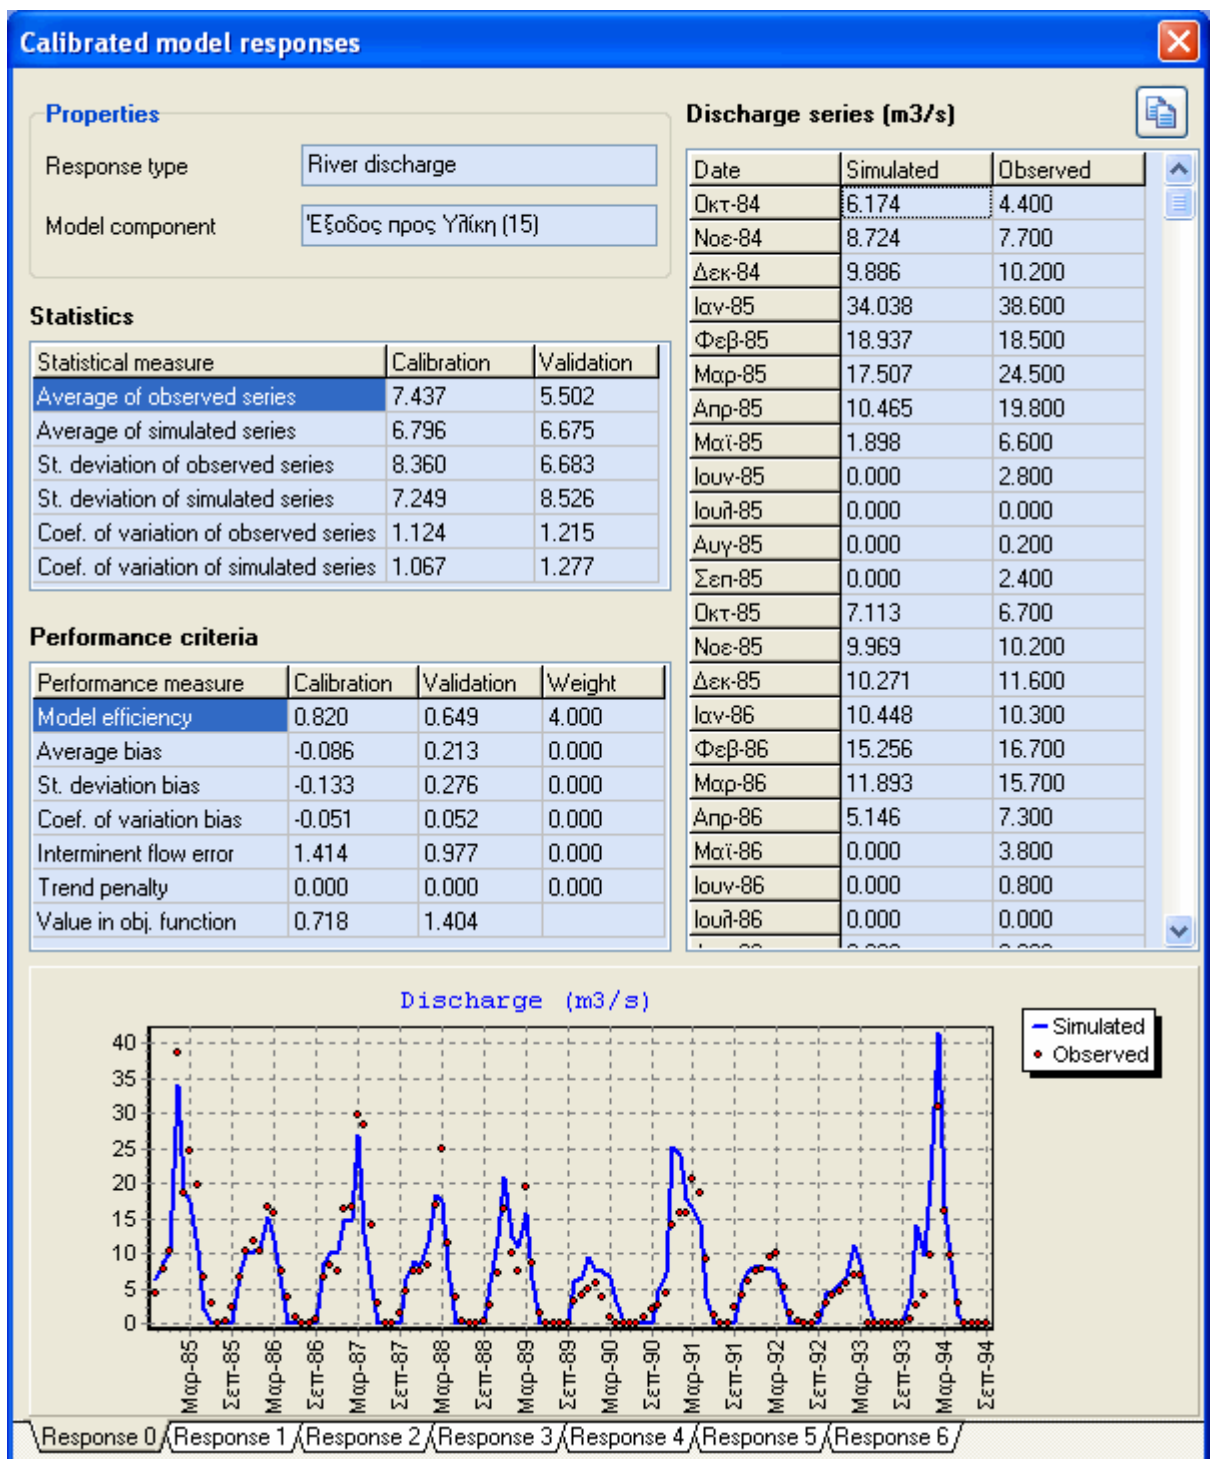 Calibrated model responses
Properties
Response type River discharge
Model component Έξοδος προς Υλίκη (15)
Statistics
Statistical measure Calibration Validation
Average of observed series 7.437 5.502
Average of simulated series 6.796 6.675
St. deviation of observed series 8.360 6.683
St. deviation of simulated series 7.249 8.526
Coef. of variation of observed series 1.124 1.215
Coef. of variation of simulated series 1.067 1.277
Performance criteria
Performance measure Calibration Validation Weight
Model efficiency 0.820 0.649 4.000
Average bias -0.086 0.213 0.000
St. deviation bias -0.133 0.276 0.000
Coef. of variation bias -0.051 0.052 0.000
Interminent flow error 1.414 0.977 0.000
Trend penalty 0.000 0.000 0.000
Value in obj. function 0.718 1.404
Discharge series (m3/s)
Date Simulated Observed
Οκτ-84 6.174 4.400
Νοε-84 8.724 7.700
Δεκ-84 9.886 10.200
Ιαν-85 34.038 38.600
Φεβ-85 18.937 18.500
Μαρ-85 17.507 24.500
Απρ-85 10.465 19.800
Μαϊ-85 1.898 6.600
Ιουν-85 0.000 2.800
Ιουλ-85 0.000 0.000
Αυγ-85 0.000 0.200
Σεπ-85 0.000 2.400
Οκτ-85 7.113 6.700
Νοε-85 9.969 10.200
Δεκ-85 10.271 11.600
Ιαν-86 10.448 10.300
Φεβ-86 15.256 16.700
Μαρ-86 11.893 15.700
Απρ-86 5.146 7.300
Μαϊ-86 0.000 3.800
Ιουν-86 0.000 0.800
Ιουλ-86 0.000 0.000
Discharge (m3/s)
Simulated
Observed
40
35
30
25
20
15
10
5
0
Μαρ-85
Σεπ-85
Μαρ-86
Σεπ-86
Μαρ-87
Σεπ-87
Μαρ-88
Σεπ-88
Μαρ-89
Σεπ-89
Μαρ-90
Σεπ-90
Μαρ-91
Σεπ-91
Μαρ-92
Σεπ-92
Μαρ-93
Σεπ-93
Μαρ-94
Σεπ-94
Response 0 Response 1 Response 2 Response 3 Response 4 Response 5 Response 6